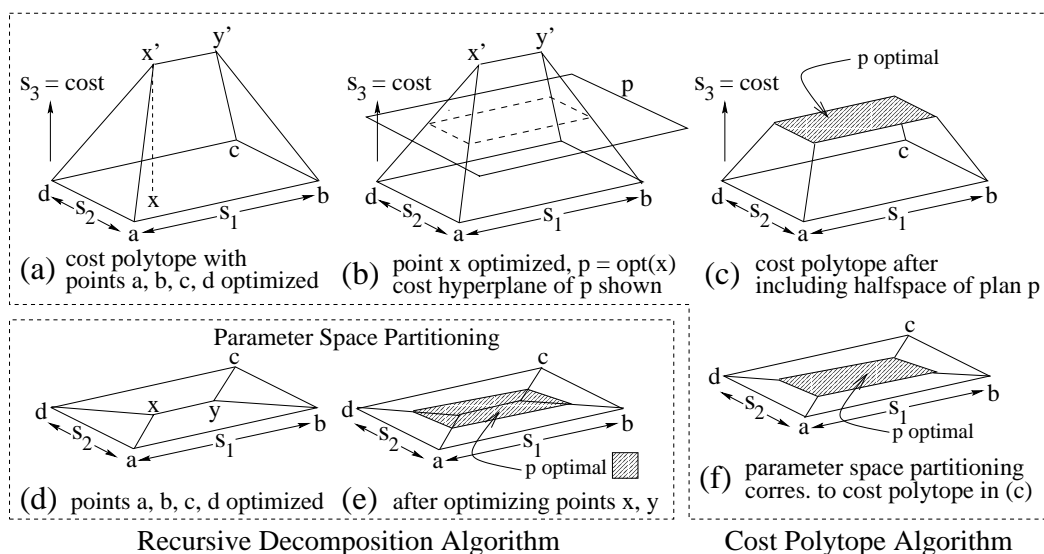 x’
y’
s3 = cost
c
d
x
b
s2
s1
a
(a) cost polytope with
points a, b, c, d optimized
x’
y’
s3 = cost
p
d
b
s2
s1
a
(b) point x optimized, p = opt(x)
cost hyperplane of p shown
p optimal
s3 = cost
c
d
b
s2
s1
a
(c) cost polytope after
including halfspace of plan p
Parameter Space Partitioning
c
d
x
y
b
s2
s1
a
(d) points a, b, c, d optimized
c
d
b
s2
s1
a
p optimal
(e) after optimizing points x, y
c
d
b
s2
s1
a
p optimal
(f) parameter space partitioning
corres. to cost polytope in (c)
Recursive Decomposition Algorithm
Cost Polytope Algorithm